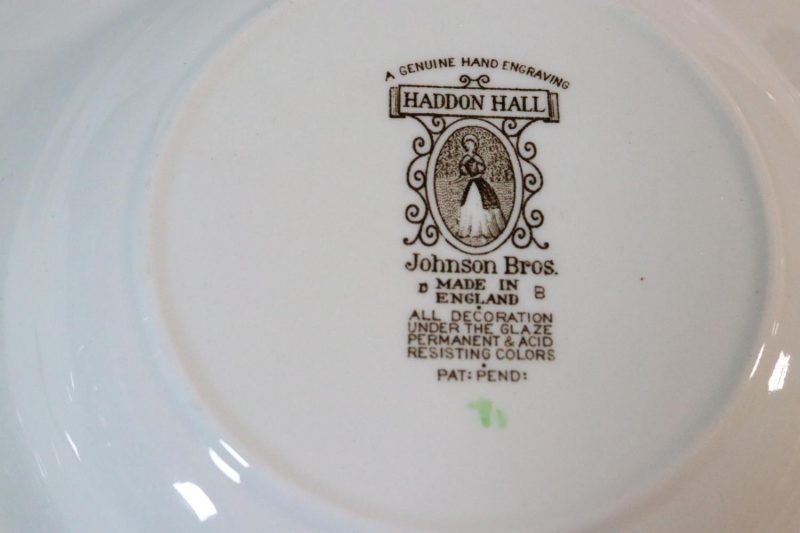 A GENUINE HAND ENGRAVING
HADDON HALL
Johnson Bros.
D MADE IN B
ENGLAND
ALL DECORATION
UNDER THE GLAZE
PERMANENT & ACID
RESISTING COLORS
PAT: PEND: